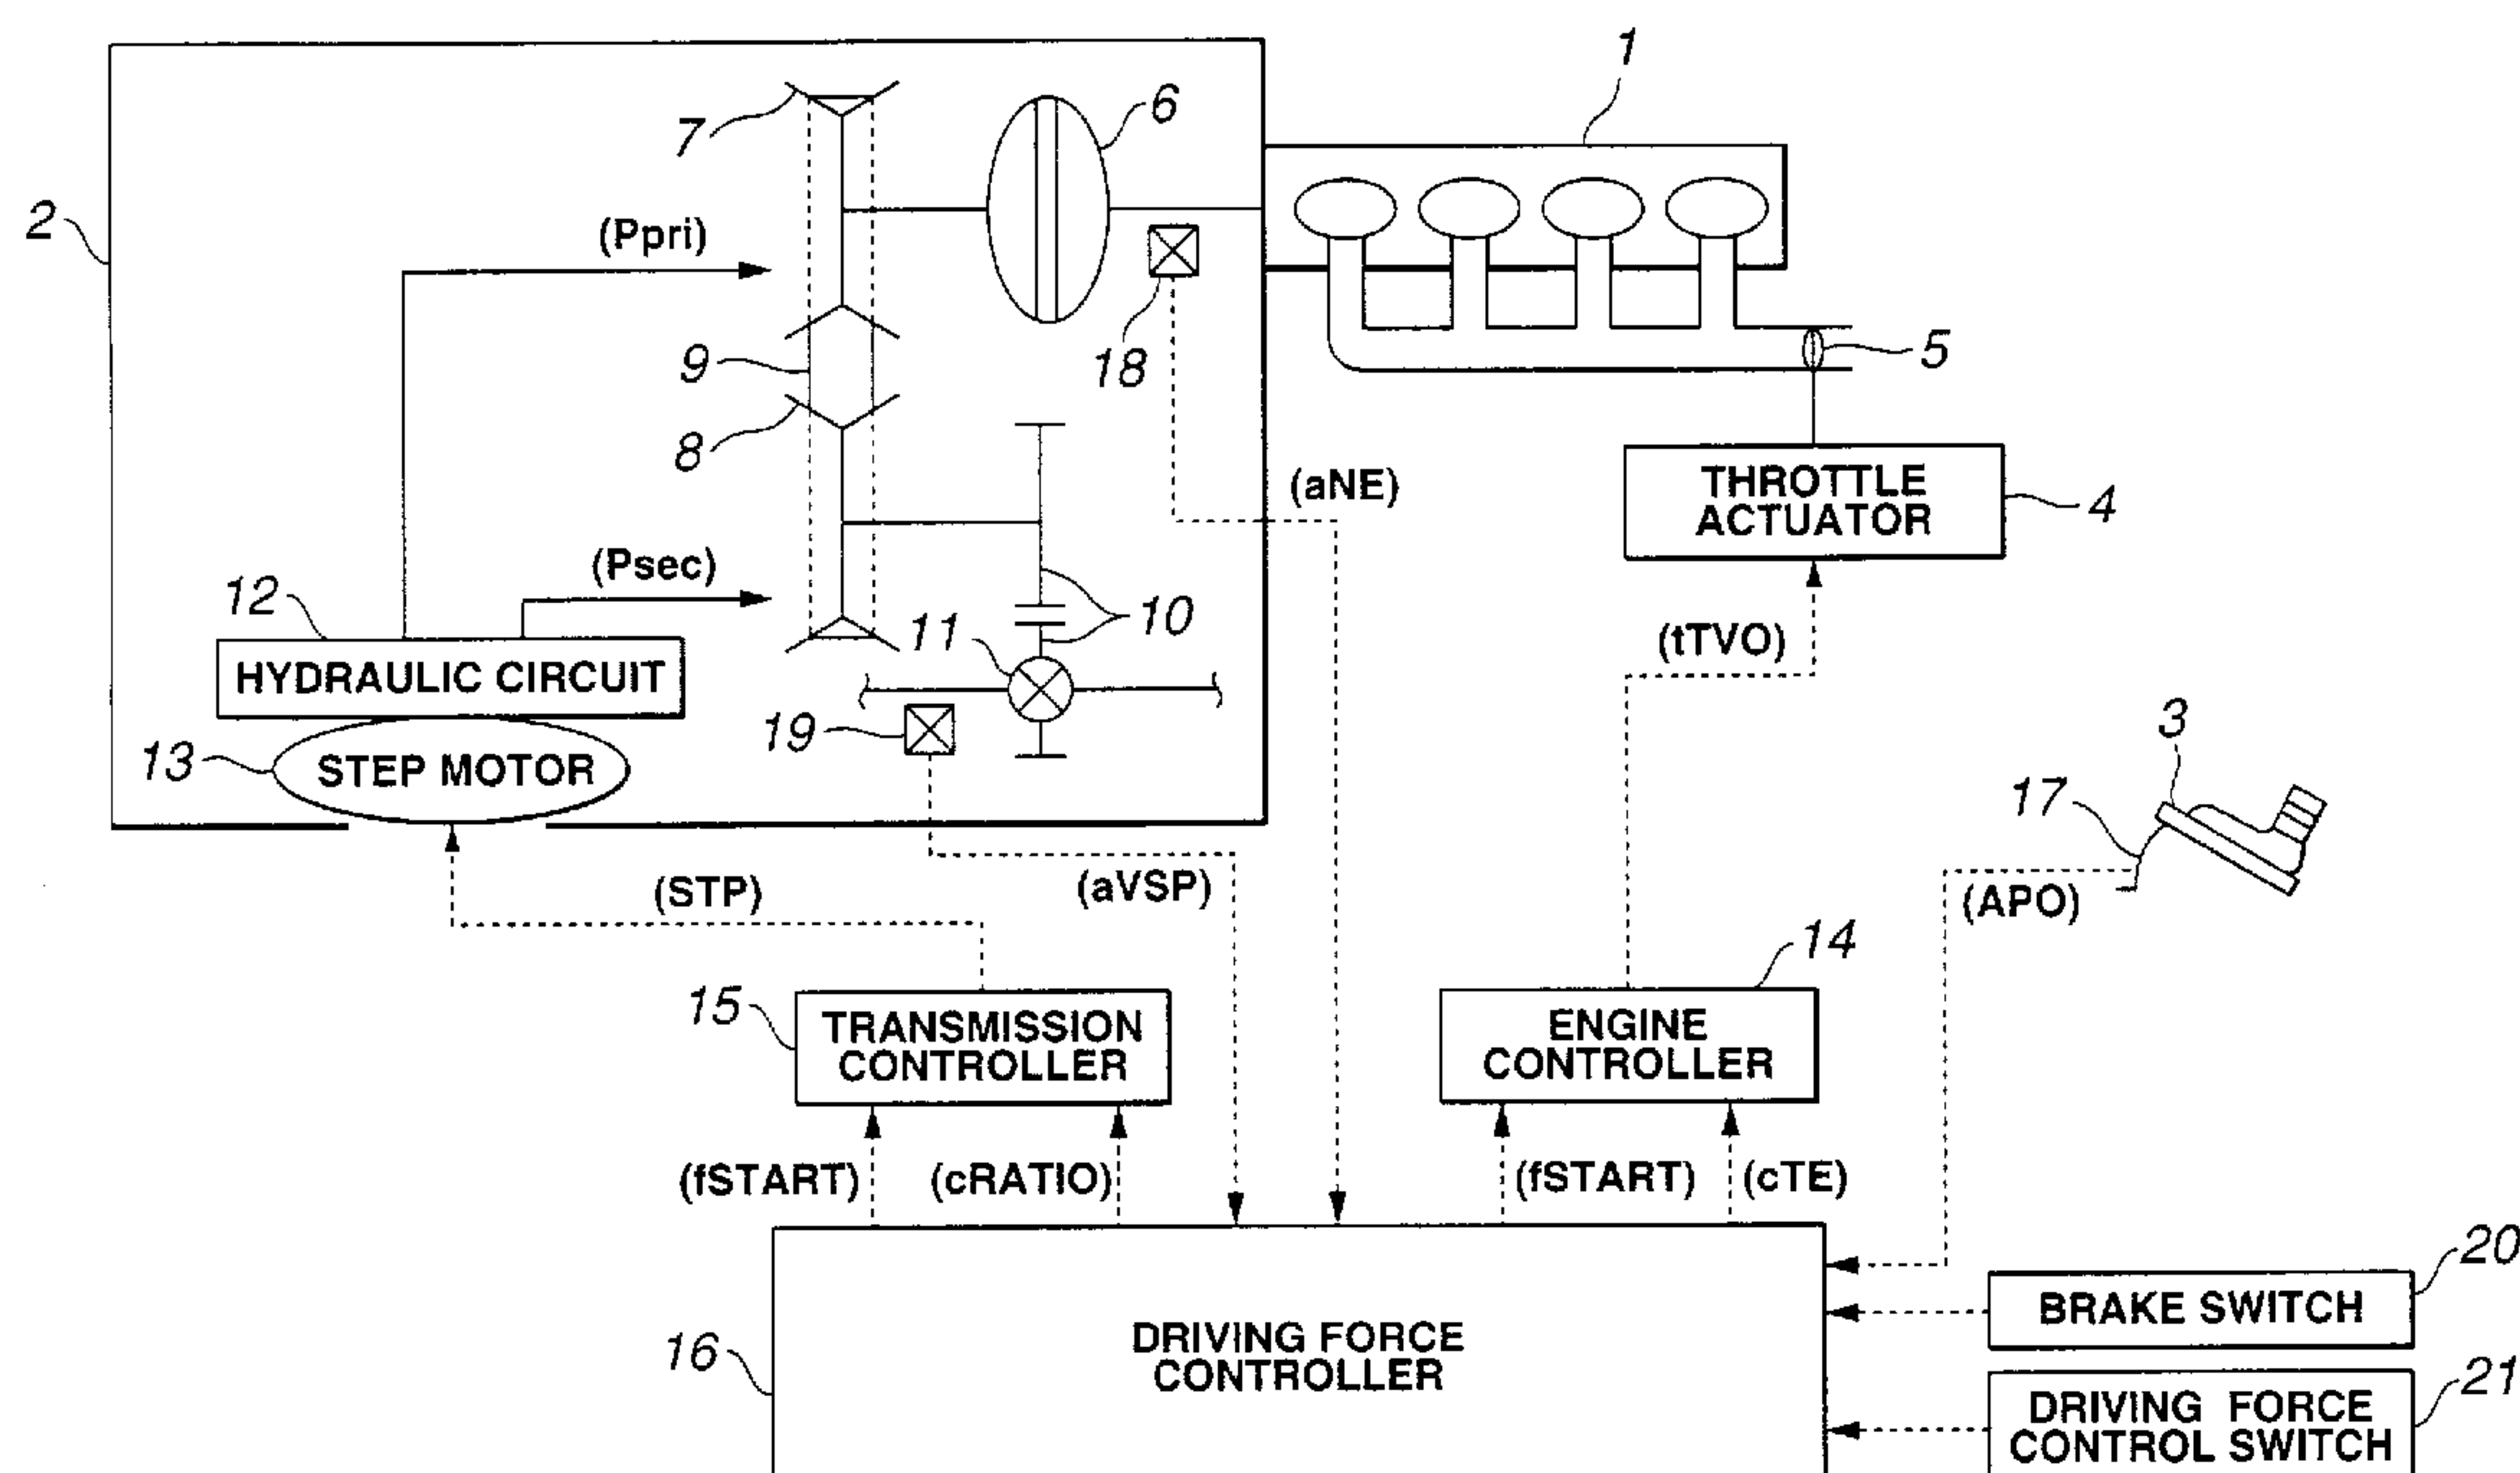 1
7
6
2
(Ppri)
9
18
5
8
(aNE)
THROTTLE
ACTUATOR
4
(Psec)
12
11
10
(tTVO)
HYDRAULIC CIRCUIT
19
3
13
STEP MOTOR
17
(STP)
(aVSP)
(APO)
14
15
TRANSMISSION
CONTROLLER
ENGINE
CONTROLLER
(fSTART)
(cRATIO)
(fSTART)
(cTE)
20
BRAKE SWITCH
16
DRIVING FORCE
CONTROLLER
21
DRIVING FORCE
CONTROL SWITCH